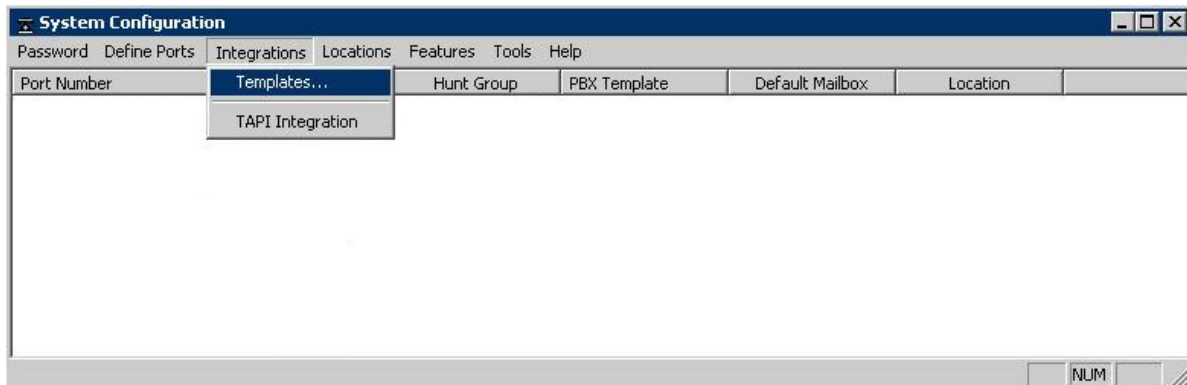 System Configuration
Password Define Ports Integrations Locations Features Tools Help
Port Number Hunt Group PBX Template Default Mailbox Location
Templates...
TAPI Integration
NUM